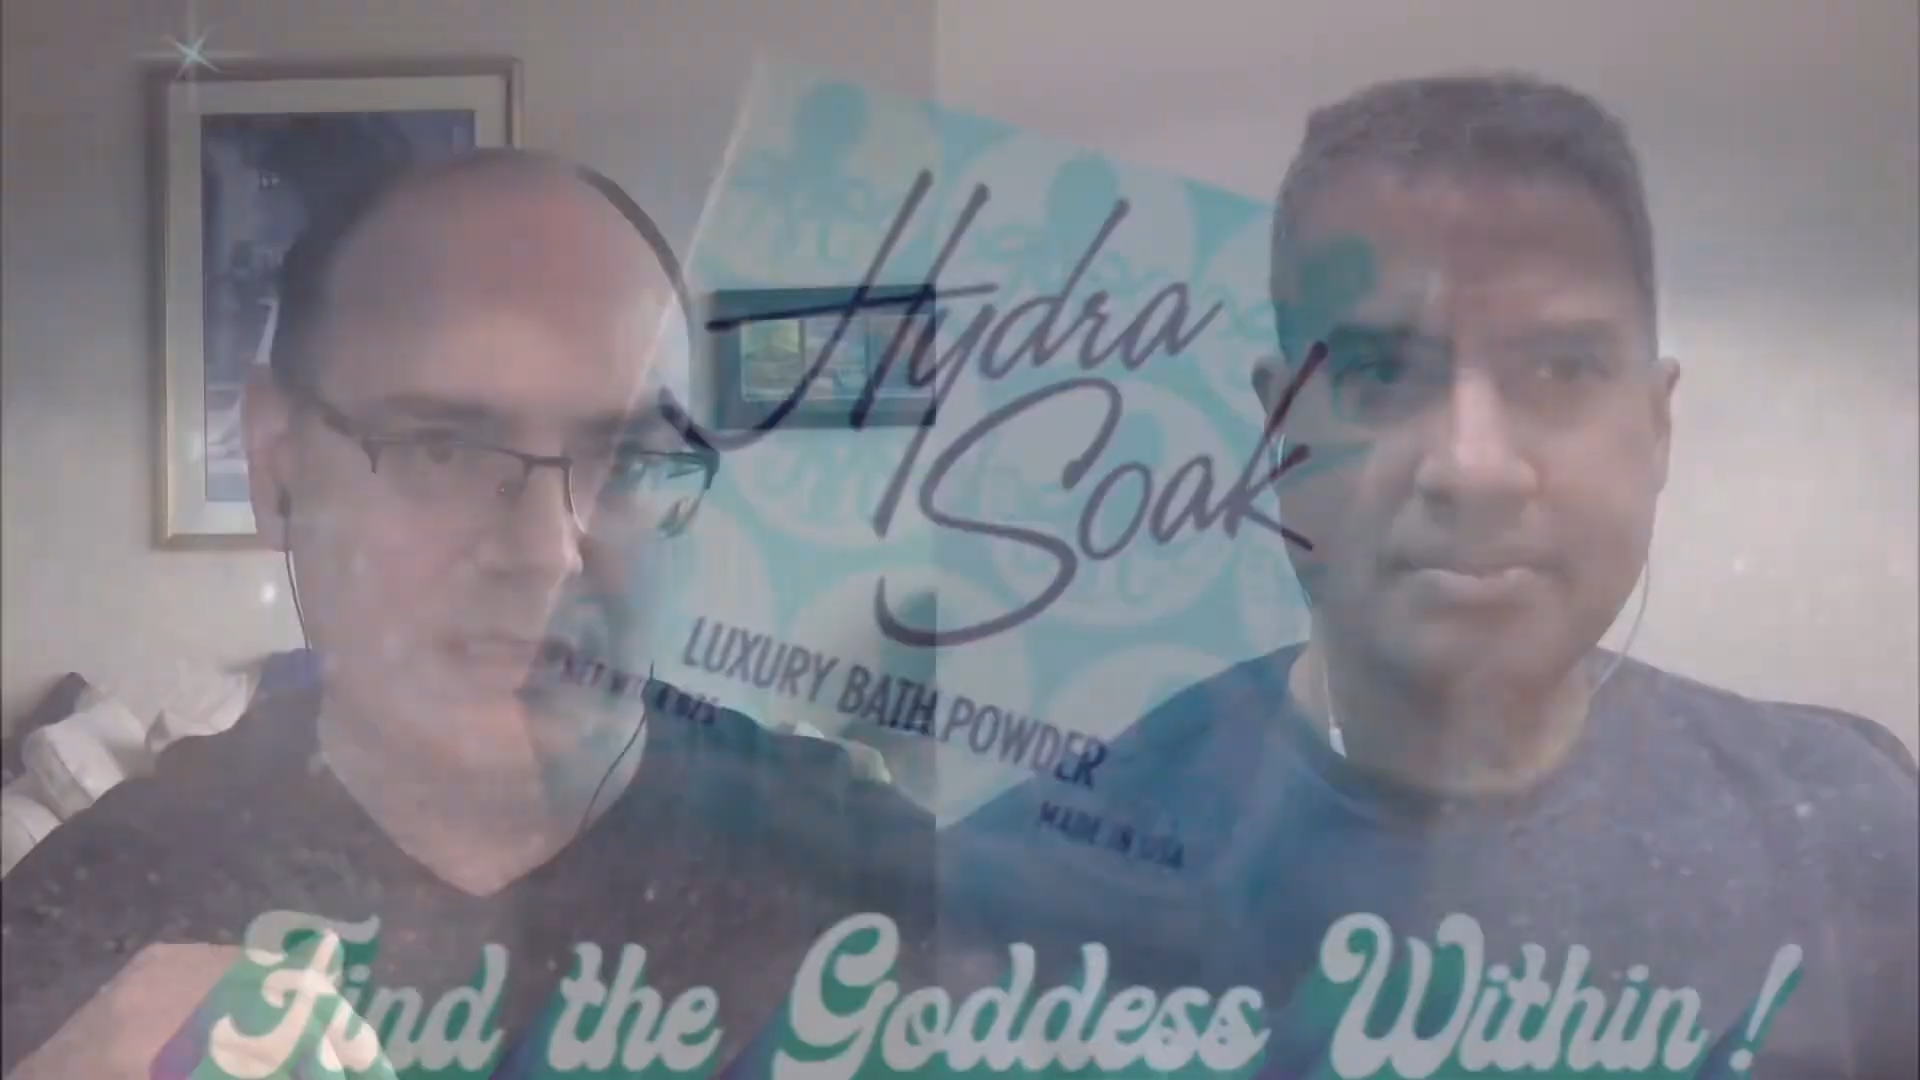 Hydra
Soak
LUXURY BATH POWDER
MADE IN USA
Find the Goddess Within!